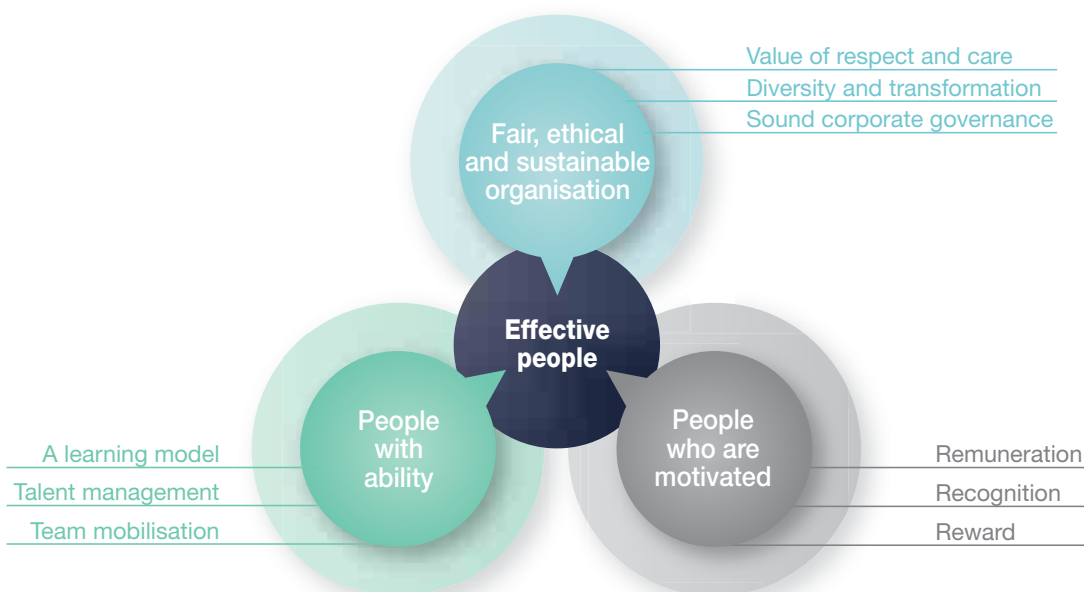 Value of respect and care
Diversity and transformation
Sound corporate governance
Fair, ethical
and sustainable
organisation
Effective
people
People
with
ability
A learning model
Talent management
Team mobilisation
People
who are
motivated
Remuneration
Recognition
Reward